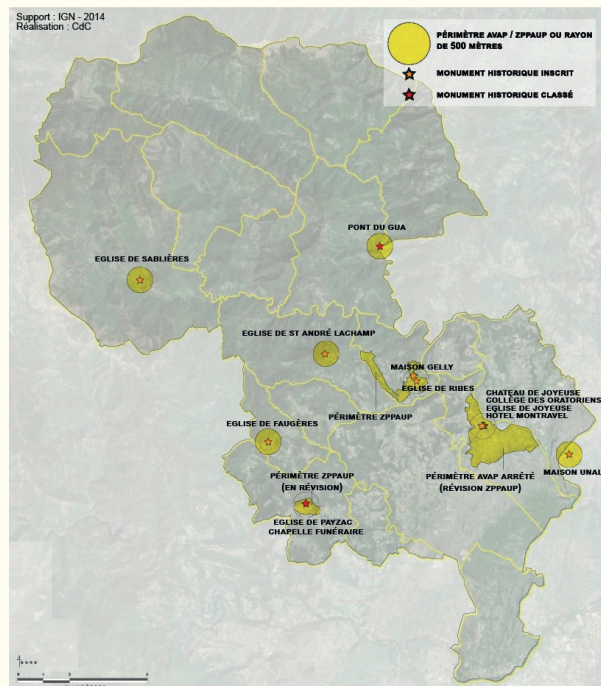 Support : IGN - 2014
Réalisation : CdC
PÉRIMÈTRE AVAP / ZPPAUP OU RAYON
DE 500 MÈTRES
MONUMENT HISTORIQUE INSCRIT
MONUMENT HISTORIQUE CLASSÉ
PONT DU GUA
EGLISE DE SABLIÈRES
EGLISE DE ST ANDRÉ LACHAMP
MAISON GELLY
ÉGLISE DE RIBES
PÉRIMÈTRE ZPPAUP
CHATEAU DE JOYEUSE
COLLÉGE DES ORATORIENS
EGLISE DE JOYEUSE
HÔTEL MONTRAVEL
EGLISE DE FAUGÈRES
PÉRIMÈTRE ZPPAUP
(EN RÉVISION)
PÉRIMÈTRE AVAP ARRÊTÉ
(RÉVISION ZPPAUP)
MAISON UNAL
EGLISE DE PAYZAC
CHAPELLE FUNÉRAIRE